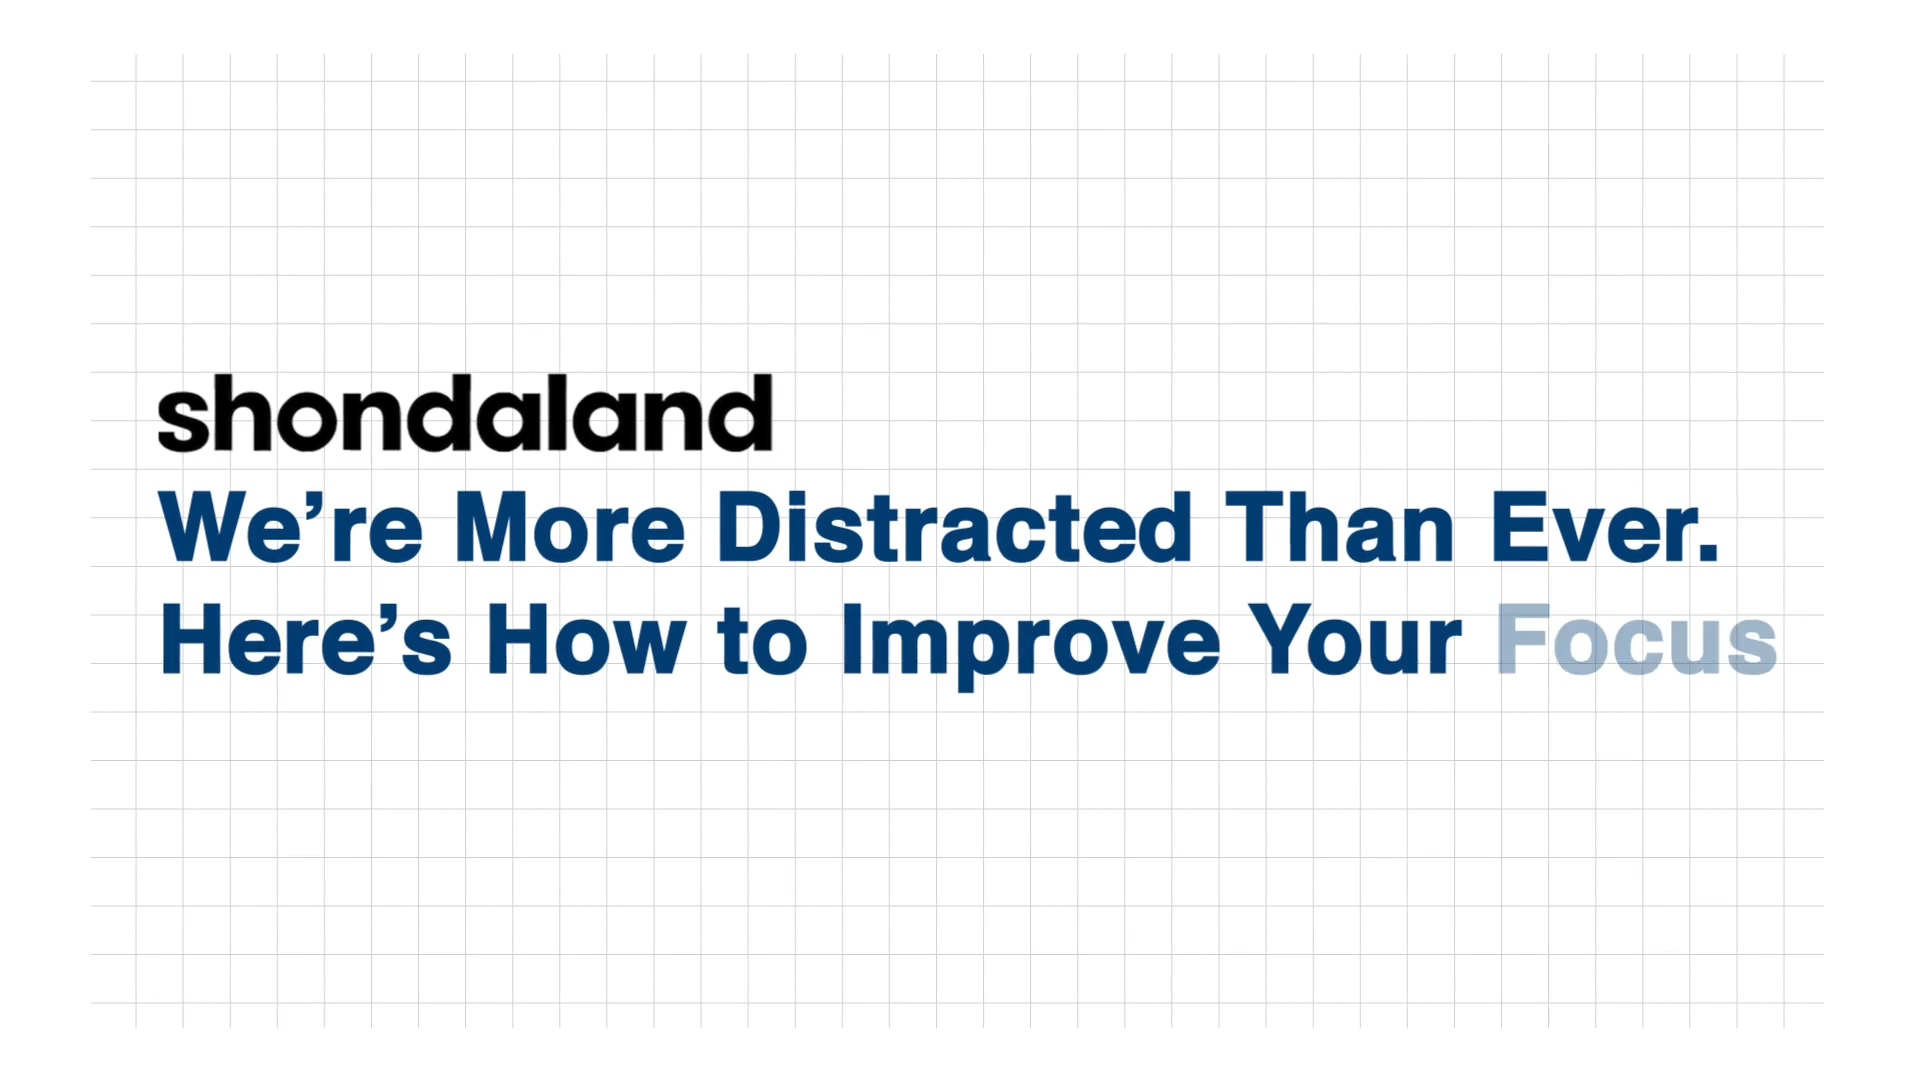 shondaland
We’re More Distracted Than Ever.
Here’s How to Improve Your Focus